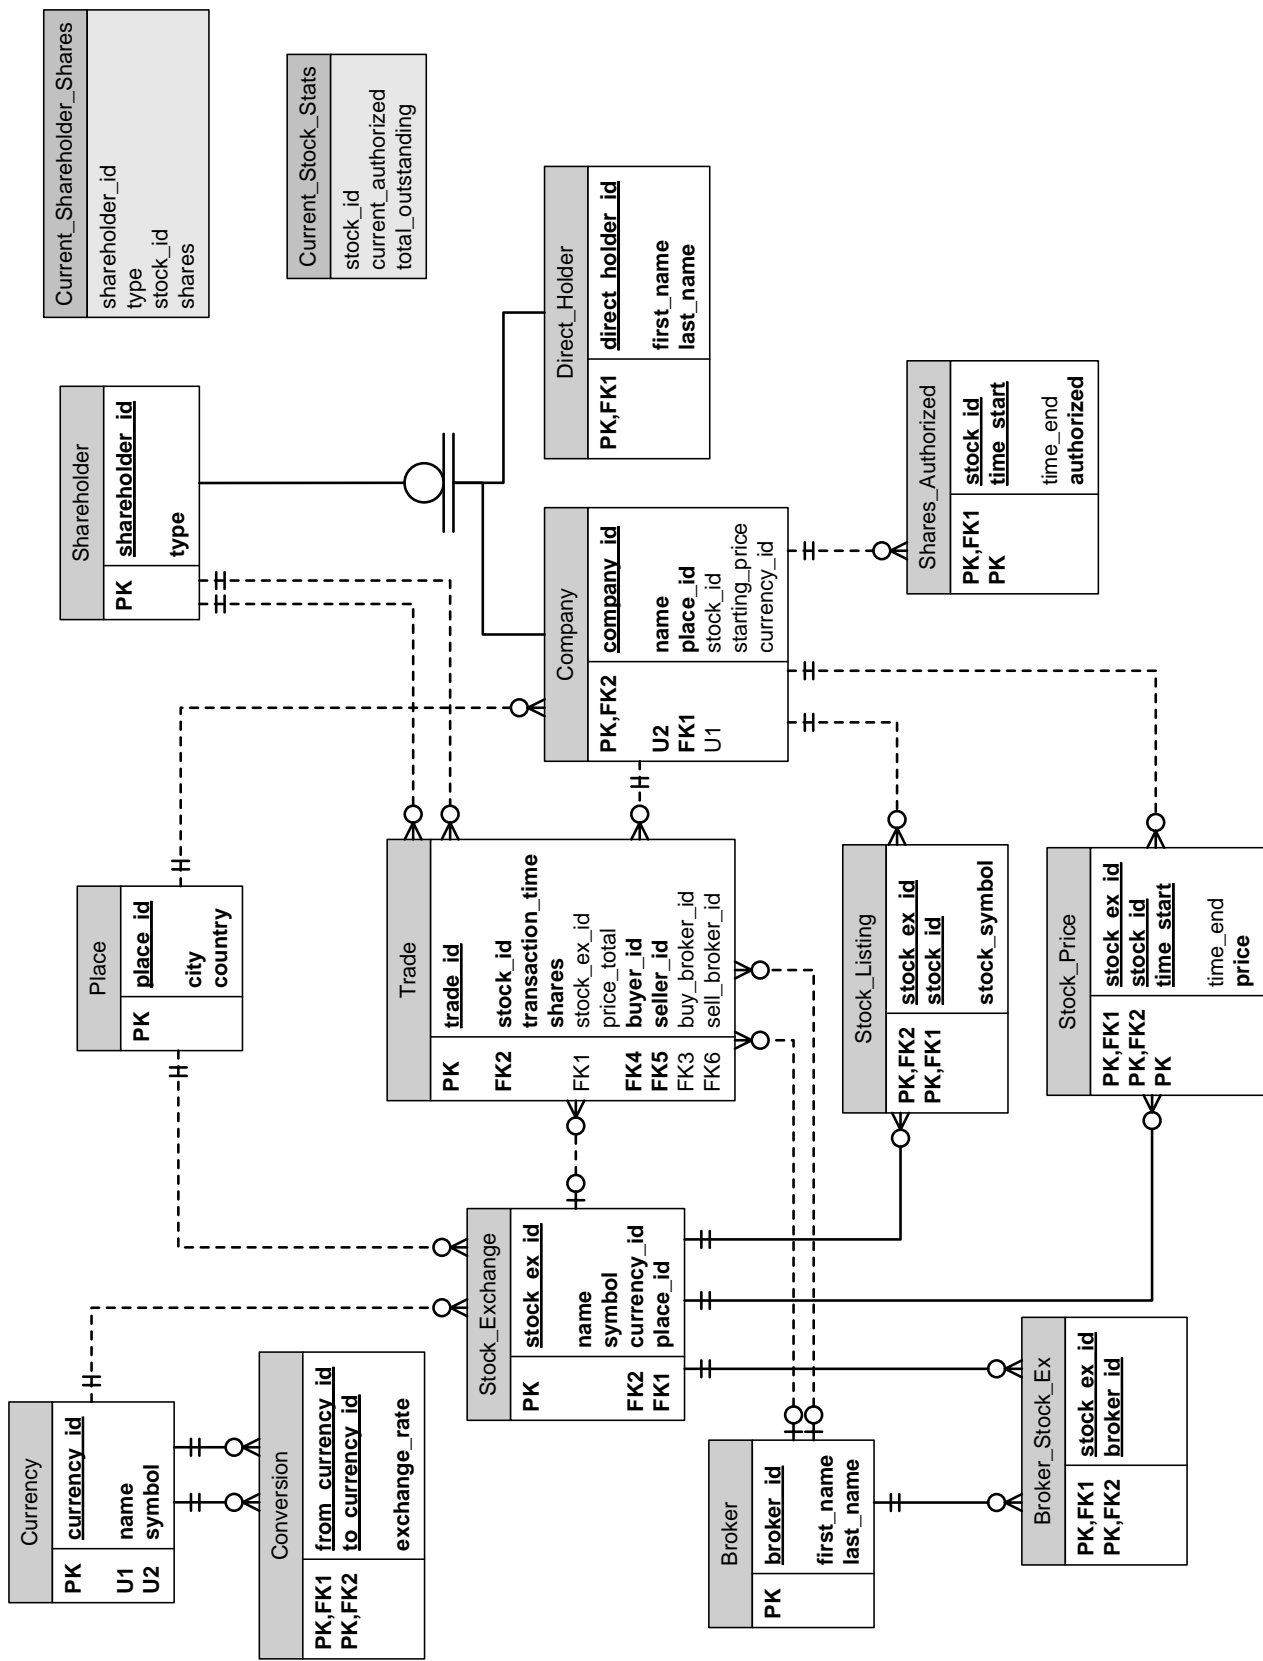 Currency
PK currency_id
U1 name
U2 symbol
Conversion
PK,FK1 from_currency_id
PK,FK2 to_currency_id
exchange_rate
Place
PK place_id
city
country
Shareholder
PK shareholder_id
type
Current_Shareholder_Shares
shareholder_id
type
stock_id
shares
Current_Stock_Stats
stock_id
current_authorized
total_outstanding
Stock_Exchange
PK stock_ex_id
name
symbol
FK2 currency_id
FK1 place_id
Trade
PK trade_id
FK2 stock_id
transaction_time
shares
FK1 stock_ex_id
price_total
FK4 buyer_id
FK5 seller_id
FK3 buy_broker_id
FK6 sell_broker_id
Company
PK,FK2 company_id
U2 name
FK1 place_id
U1 stock_id
starting_price
currency_id
Direct_Holder
PK,FK1 direct_holder_id
first_name
last_name
Broker
PK broker_id
first_name
last_name
Stock_Listing
PK,FK2 stock_ex_id
PK,FK1 stock_id
stock_symbol
Shares_Authorized
PK,FK1 stock_id
PK time_start
time_end
authorized
Broker_Stock_Ex
PK,FK1 stock_ex_id
PK,FK2 broker_id
Stock_Price
PK,FK1 stock_ex_id
PK,FK2 stock_id
PK time_start
time_end
price